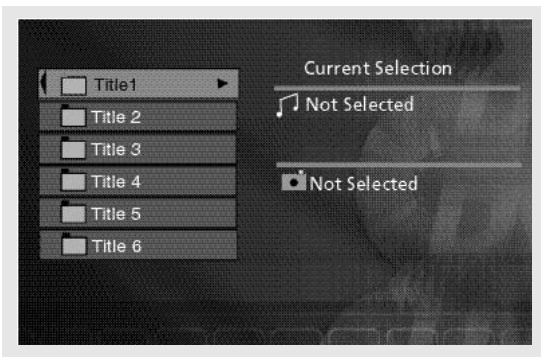 Title1
Title 2
Title 3
Title 4
Title 5
Title 6
Current Selection
Not Selected
Not Selected